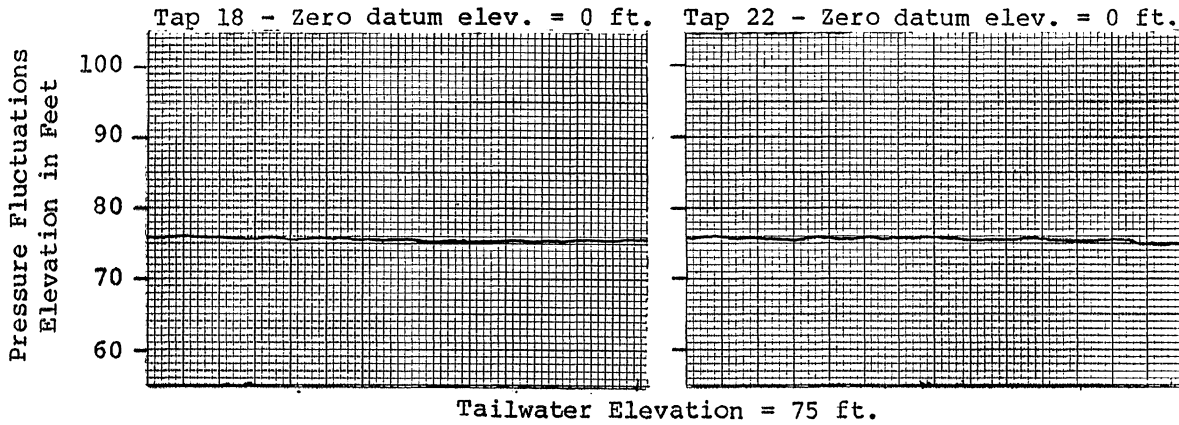 Tap 18 - Zero datum elev. = 0 ft.
Tap 22 - Zero datum elev. = 0 ft.
Pressure Fluctuations
Elevation in Feet
100
90
80
70
60
Tailwater Elevation = 75 ft.